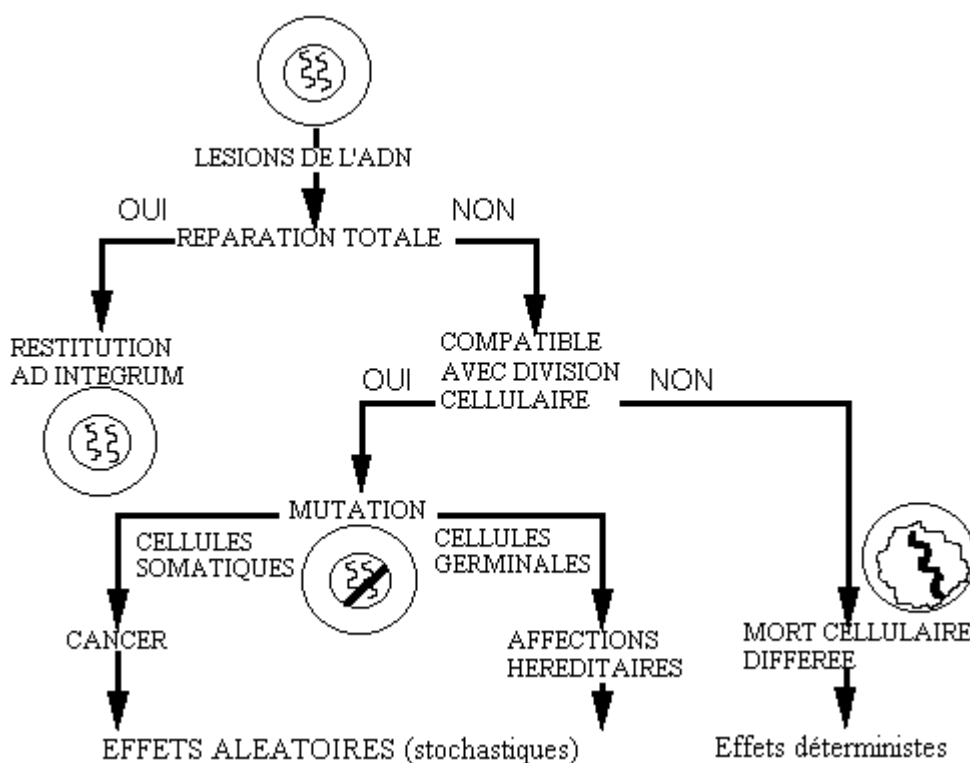 LESIONS DE L'ADN
OUI
NON
REPARATION TOTALE
RESTITUTION
AD INTEGRUM
COMPATIBLE
AVEC DIVISION
CELLULAIRE
OUI
NON
MUTATION
CELLULES
SOMATIQUES
CELLULES
GERMINALES
CANCER
AFFECTIONS
HEREDITAIRES
MORT CELLULAIRE
DIFFEREE
EFFETS ALEATOIRES (stochastiques)
Effets déterministes